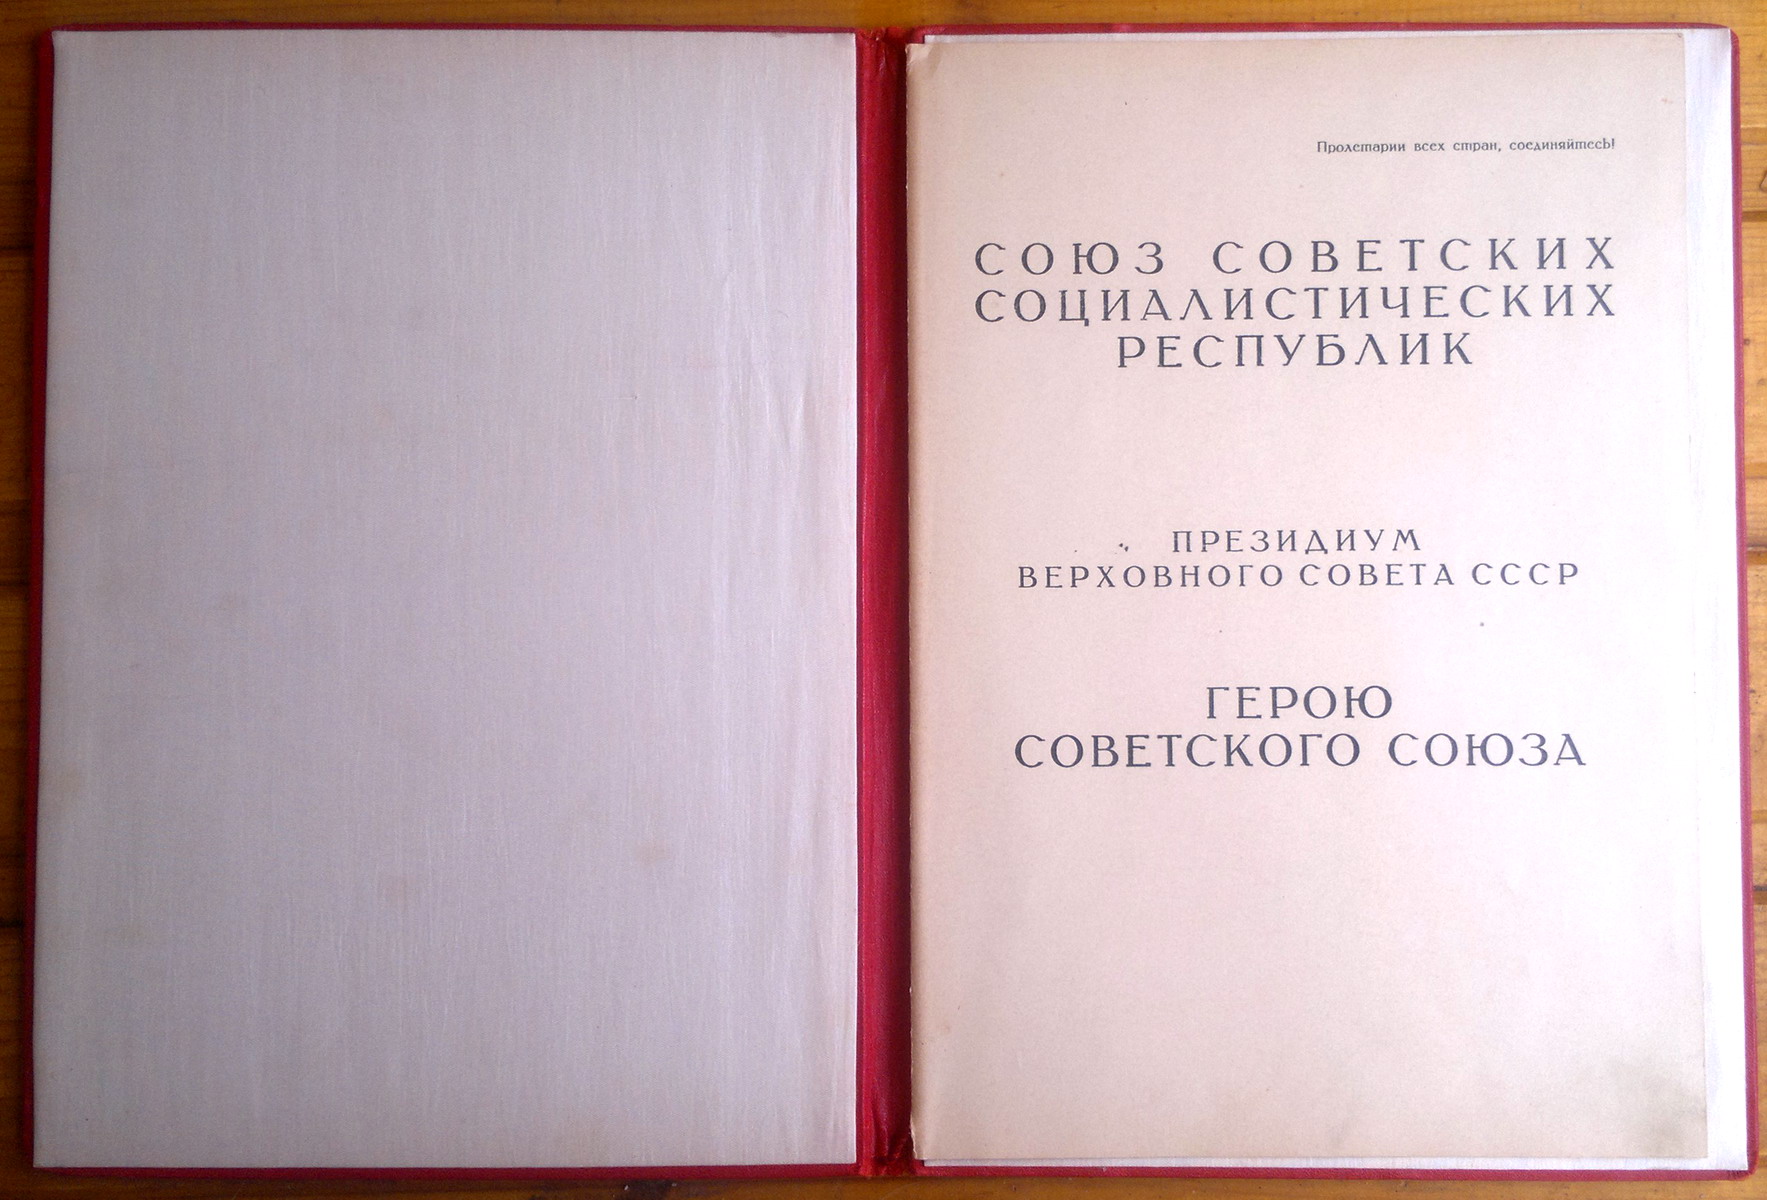 Пролетарии всех стран, соединяйтесь!
СОЮЗ СОВЕТСКИХ
СОЦИАЛИСТИЧЕСКИХ
РЕСПУБЛИК
ПРЕЗИДИУМ
ВЕРХОВНОГО СОВЕТА СССР
ГЕРОЮ
СОВЕТСКОГО СОЮЗА